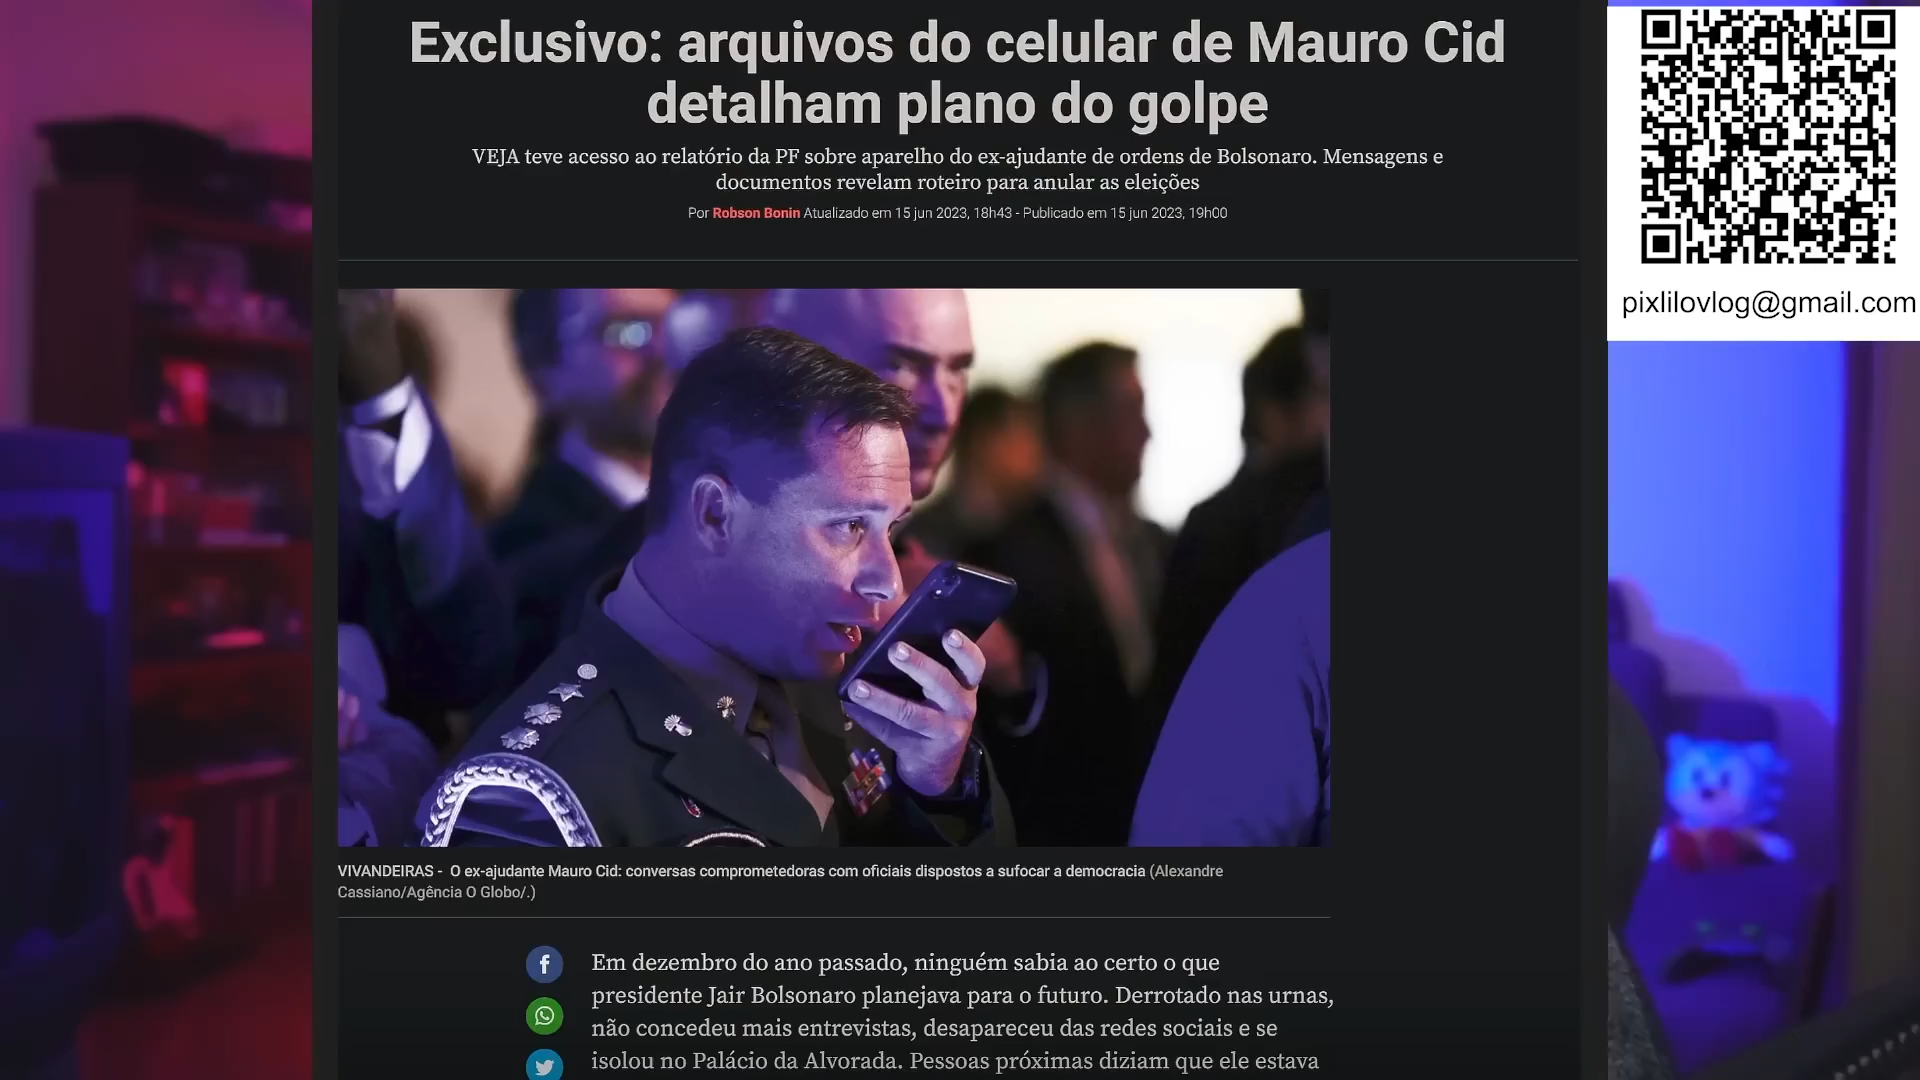 Exclusivo: arquivos do celular de Mauro Cid
detalham plano do golpe
VEJA teve acesso ao relatório da PF sobre aparelho do ex-ajudante de ordens de Bolsonaro. Mensagens e
documentos revelam roteiro para anular as eleições
Por Robson Bonin Atualizado em 15 jun 2023, 18h43 - Publicado em 15 jun 2023, 19h00
pixlilovlog@gmail.com
VIVANDEIRAS - O ex-ajudante Mauro Cid: conversas comprometedoras com oficiais dispostos a sufocar a democracia (Alexandre
Cassiano/Agência O Globo/.)
Em dezembro do ano passado, ninguém sabia ao certo o que
presidente Jair Bolsonaro planejava para o futuro. Derrotado nas urnas,
não concedeu mais entrevistas, desapareceu das redes sociais e se
isolou no Palácio da Alvorada. Pessoas próximas diziam que ele estava